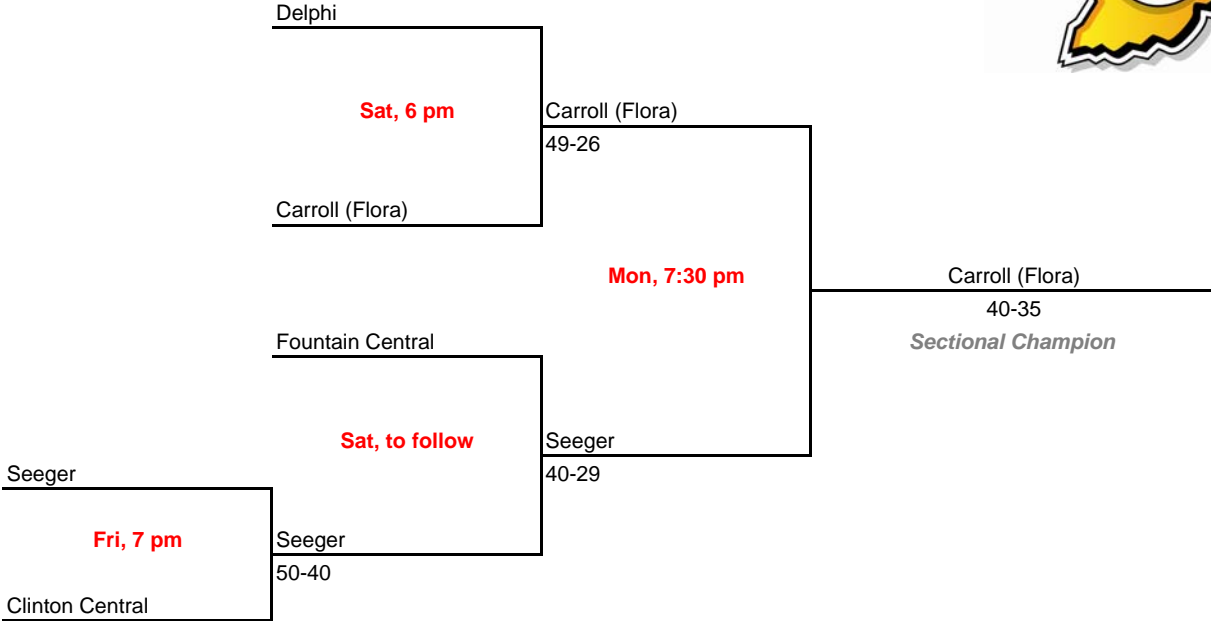 Delphi
Sat, 6 pm
Carroll (Flora)
49-26
Carroll (Flora)
Mon, 7:30 pm
Carroll (Flora)
40-35
Sectional Champion
Fountain Central
Sat, to follow
Seeger
40-29
Seeger
Fri, 7 pm
Seeger
50-40
Clinton Central